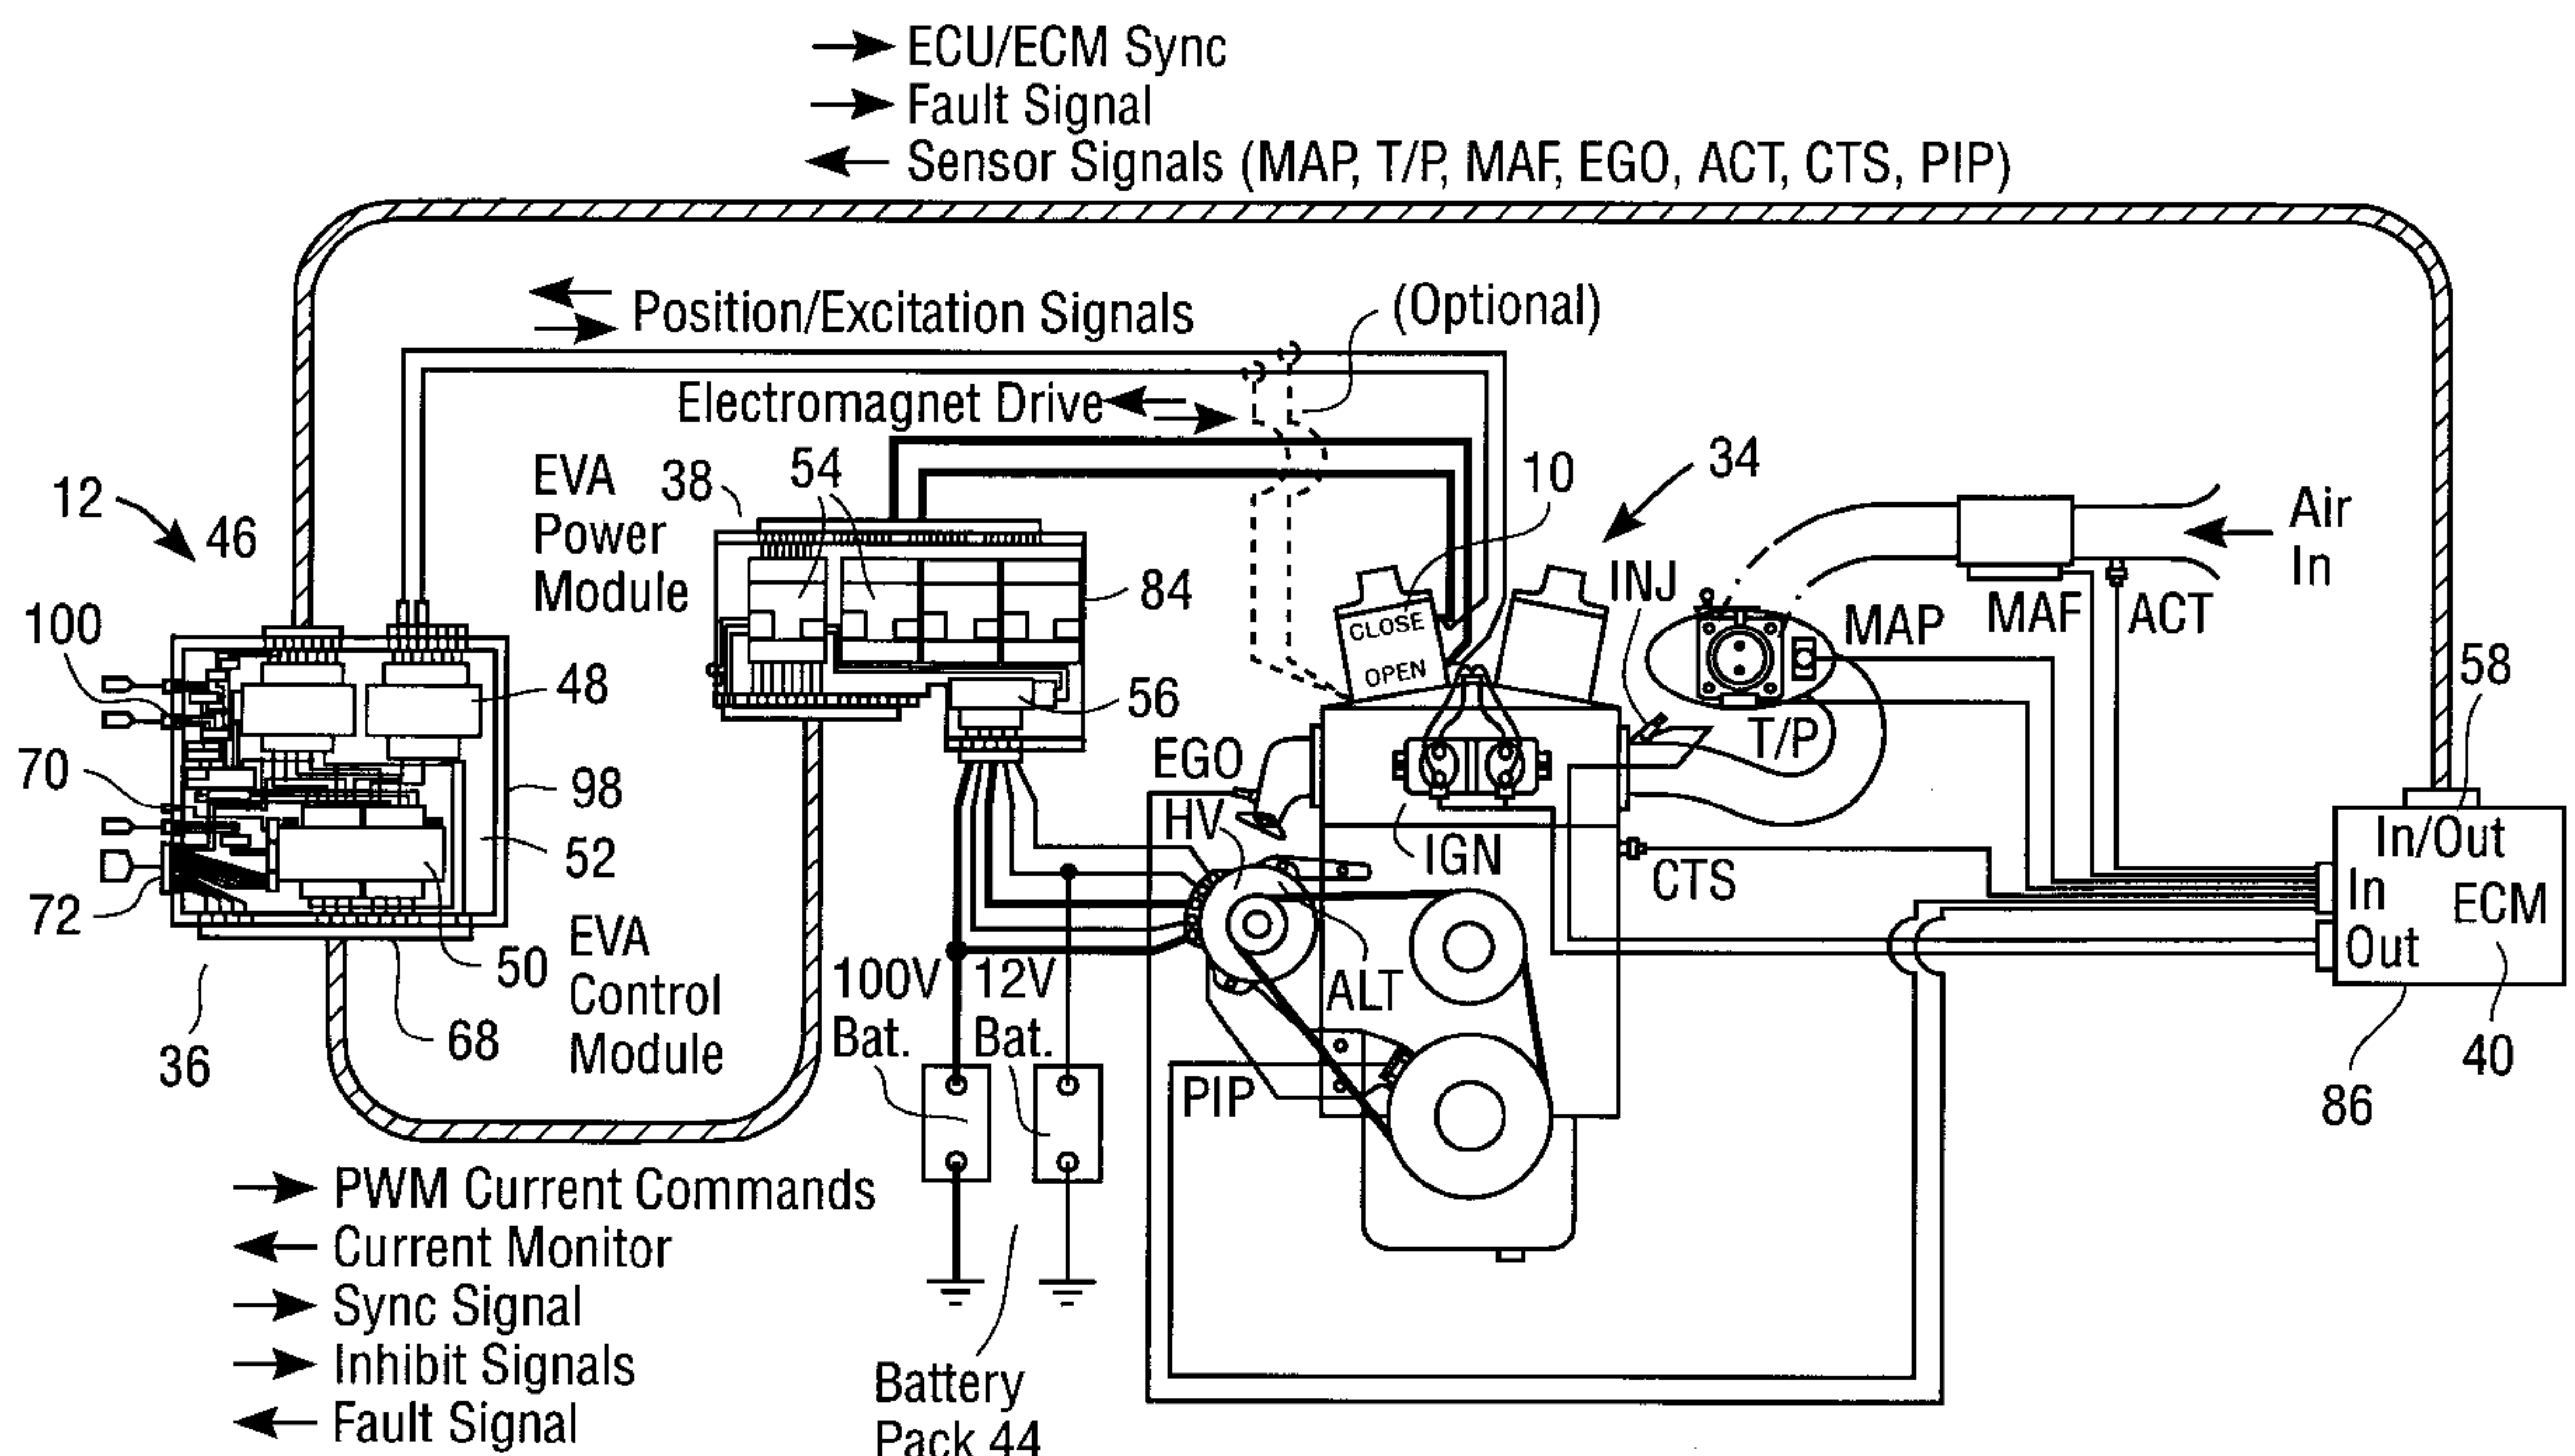 ECU/ECM Sync
Fault Signal
Sensor Signals (MAP, T/P, MAF, EGO, ACT, CTS, PIP)
Position/Excitation Signals
(Optional)
Electromagnet Drive
EVA
Power
Module
38
54
10
34
12
46
Air
In
100
84
CLOSE
OPEN
INJ
MAP
MAF
ACT
48
56
58
T/P
70
98
EGO
HV
IGN
CTS
In/Out
In
ECM
Out
52
72
50
EVA
Control
Module
100V
Bat.
12V
Bat.
ALT
36
68
PIP
40
86
PWM Current Commands
Current Monitor
Sync Signal
Inhibit Signals
Fault Signal
Battery
Pack 44